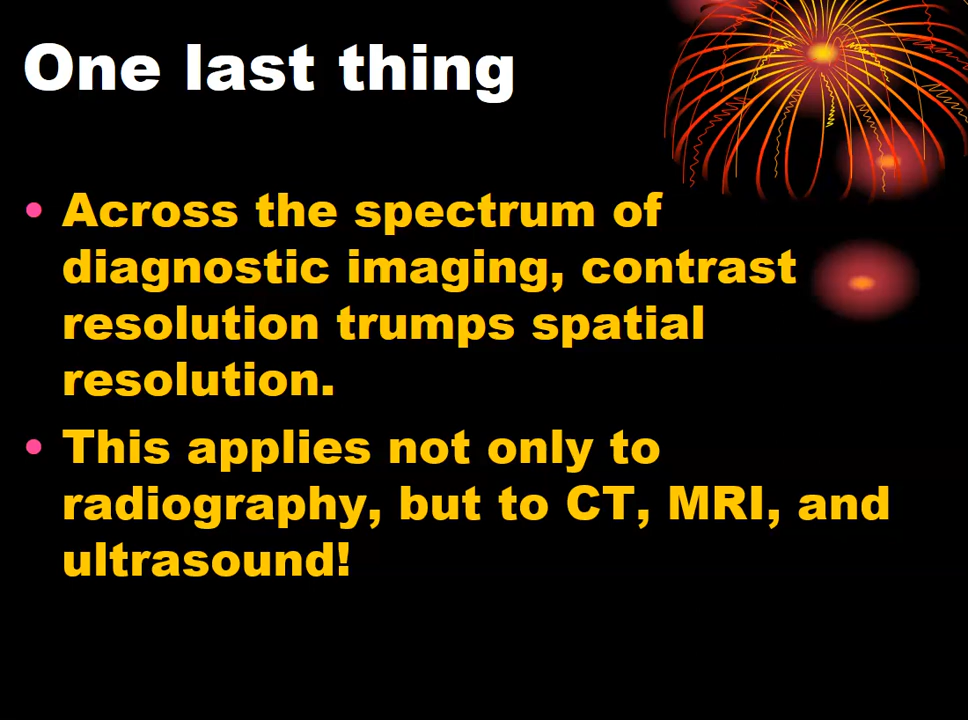 One last thing
• Across the spectrum of
diagnostic imaging, contrast
resolution trumps spatial
resolution.
• This applies not only to
radiography, but to CT, MRI, and
ultrasound!